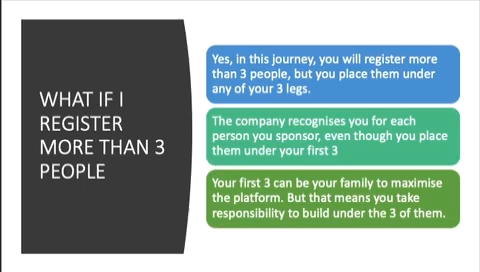 WHAT IF I
REGISTER
MORE THAN 3
PEOPLE
Yes, in this journey, you will register more
than 3 people, but you place them under
any of your 3 legs.
The company recognises you for each
person you sponsor, even though you place
them under your first 3
Your first 3 can be your family to maximise
the platform. But that means you take
responsibility to build under the 3 of them.